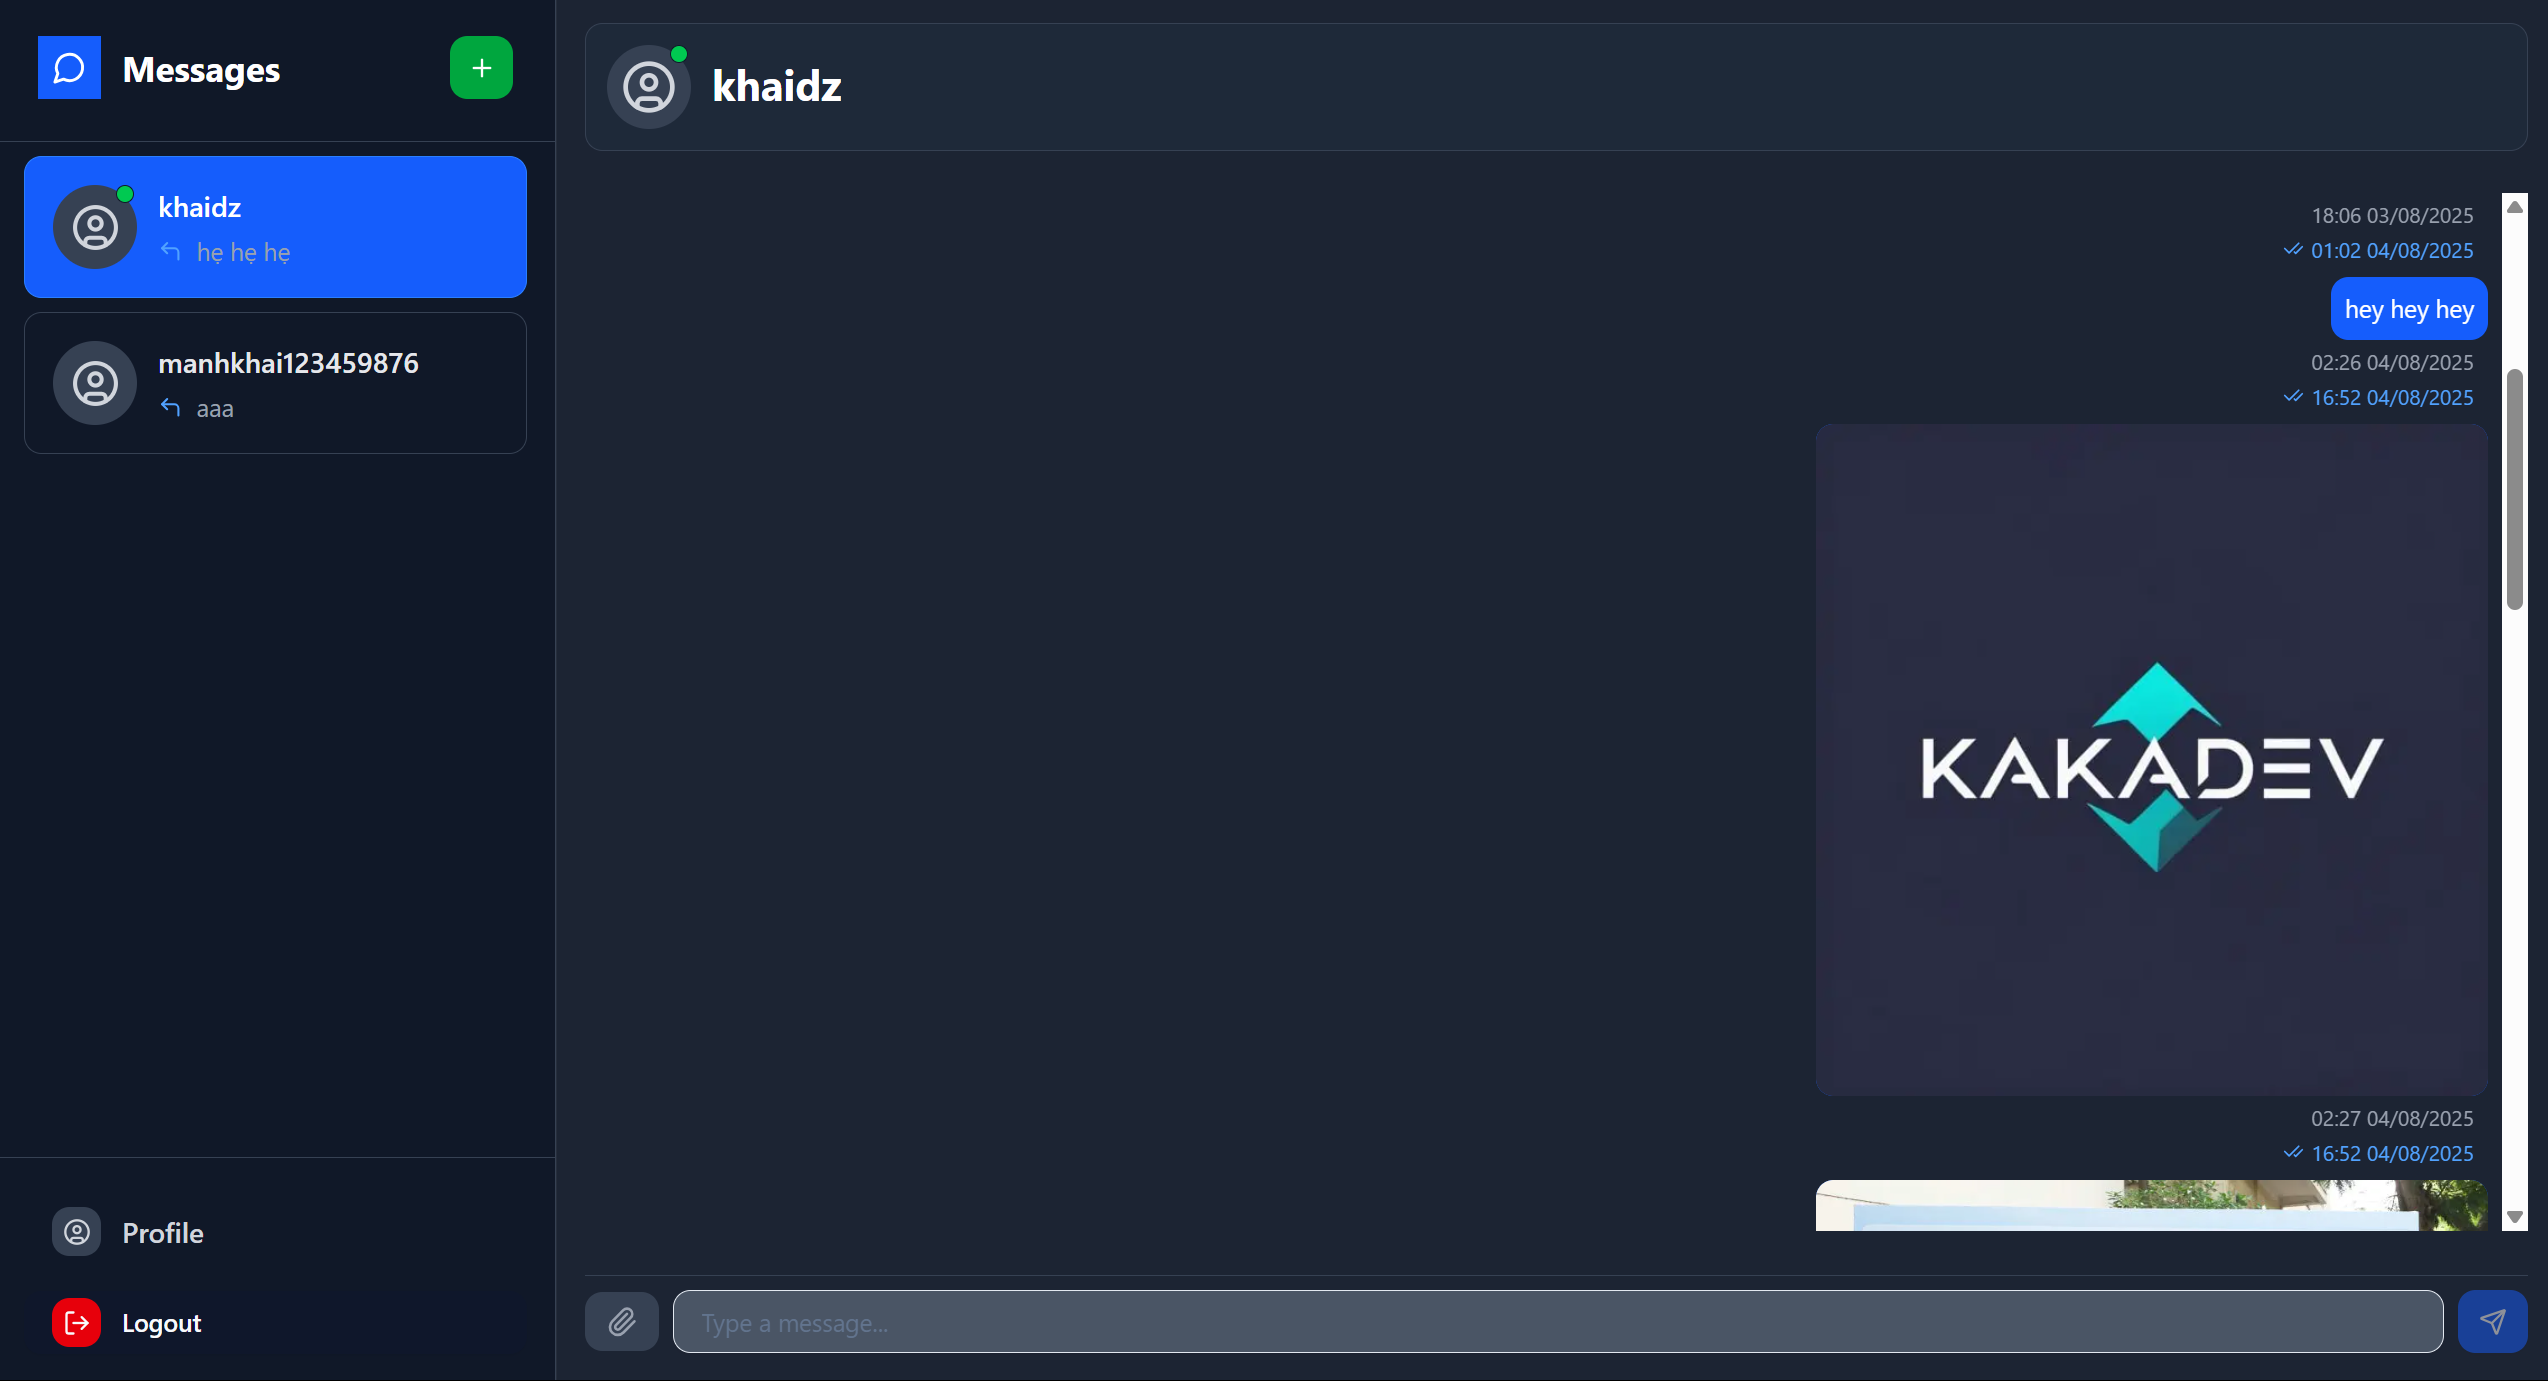 Messages
khaidz
hẹ hẹ hẹ
manhkhai123459876
aaa
Profile
Logout
khaidz
18:06 03/08/2025
01:02 04/08/2025
hey hey hey
02:26 04/08/2025
16:52 04/08/2025
KAKADEV
02:27 04/08/2025
16:52 04/08/2025
Type a message...